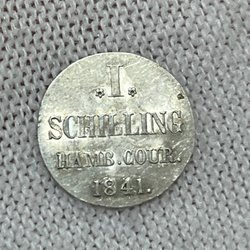 I
SCHILLING
HAMB. COUR.
1841.